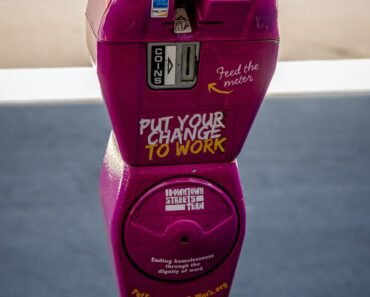 COINS
Feed the
meter
PUT YOUR
CHANGE
TO WORK
DOWNTOWN
STREETS
TEAM
Ending homelessness
through the
dignity of work